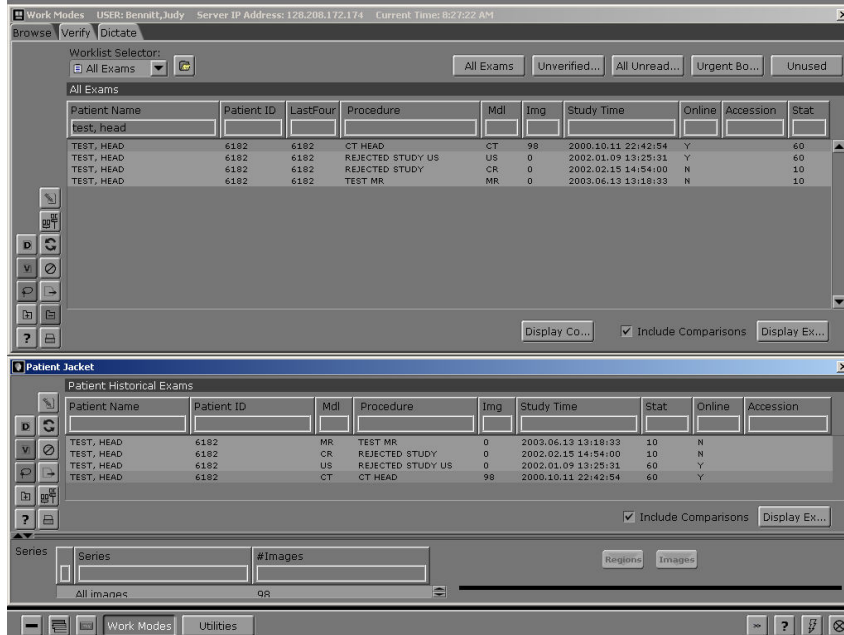 Work Modes USER: Bennitt,Judy Server IP Address: 128.208.172.174 Current Time: 8:27:22 AM
Browse Verify Dictate
Worklist Selector:
All Exams All Exams Unverified... All Unread... Urgent Bo... Unused
All Exams
Patient Name Patient ID LastFour Procedure Mdl Img Study Time Online Accession Stat
test, head
TEST, HEAD 6182 6182 CT HEAD CT 98 2000.10.11 22:42:54 Y 60
TEST, HEAD 6182 6182 REJECTED STUDY US US 0 2002.01.09 13:25:31 Y 60
TEST, HEAD 6182 6182 REJECTED STUDY CR 0 2002.02.15 14:54:00 N 10
TEST, HEAD 6182 6182 TEST MR MR 0 2003.06.13 13:18:33 N 10
D
V
?
Display Co... Include Comparisons Display Ex...
Patient Jacket
Patient Historical Exams
Patient Name Patient ID Mdl Procedure Img Study Time Stat Online Accession
D
V
?
TEST, HEAD 6182 MR TEST MR 0 2003.06.13 13:18:33 10 N
TEST, HEAD 6182 CR REJECTED STUDY 0 2002.02.15 14:54:00 10 N
TEST, HEAD 6182 US REJECTED STUDY US 0 2002.01.09 13:25:31 60 Y
TEST, HEAD 6182 CT CT HEAD 98 2000.10.11 22:42:54 60 Y
Include Comparisons Display Ex...
Series Series #Images Regions Images
All images 98
Work Modes Utilities » ?